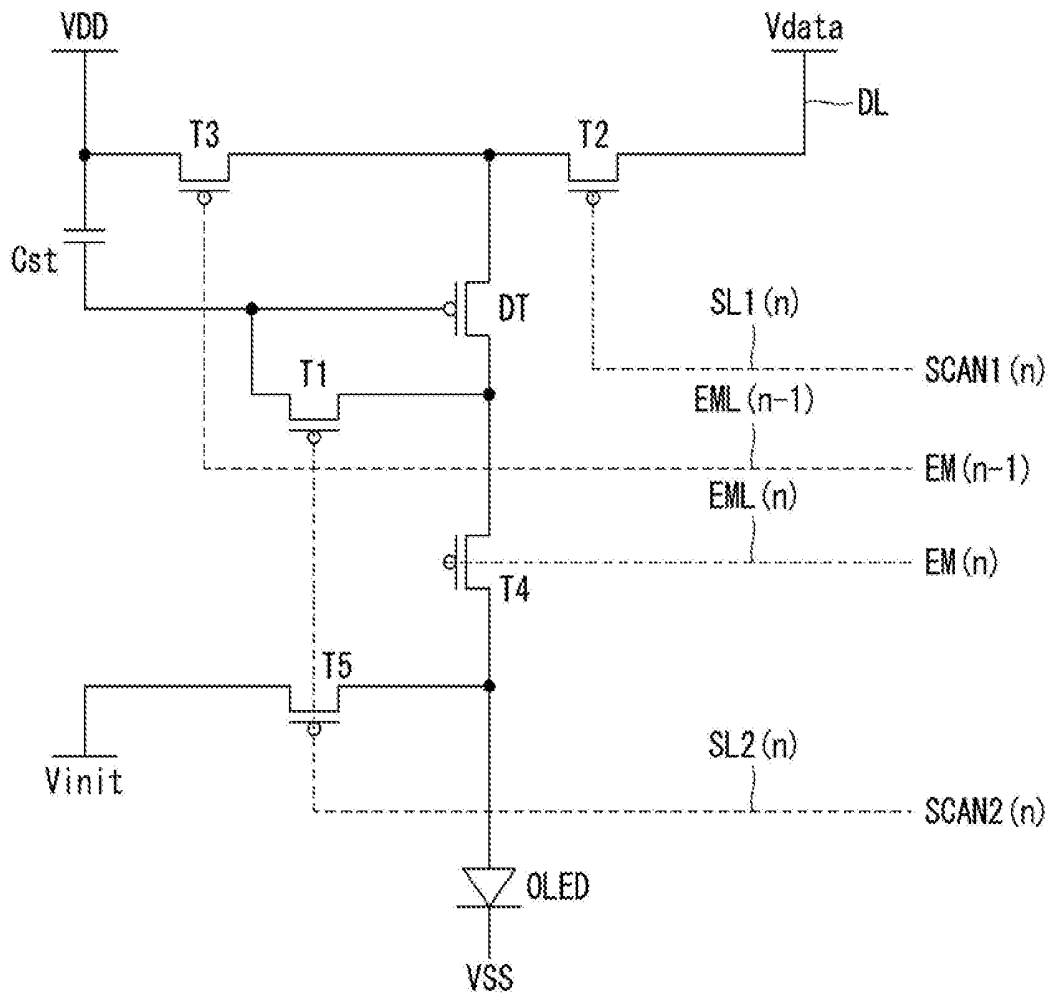 VDD
Vdata
DL
T3
T2
Cst
DT
SL1(n)
T1
SCAN1(n)
EML(n-1)
EM(n-1)
EML(n)
EM(n)
T4
T5
SL2(n)
Vinit
SCAN2(n)
OLED
VSS